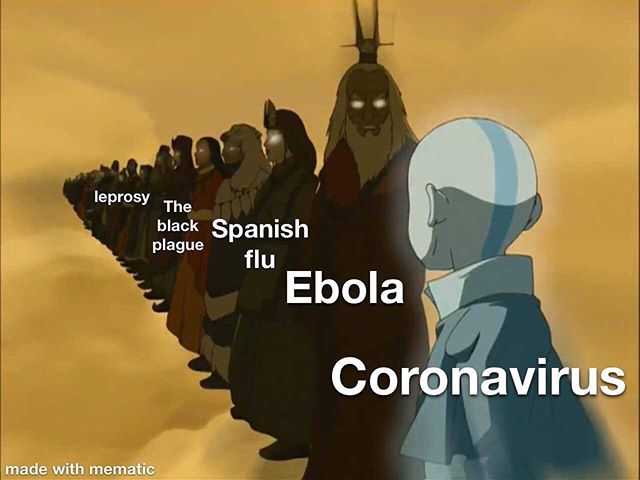 leprosy
The
black
plague
Spanish
flu
Ebola
Coronavirus
made with mematic